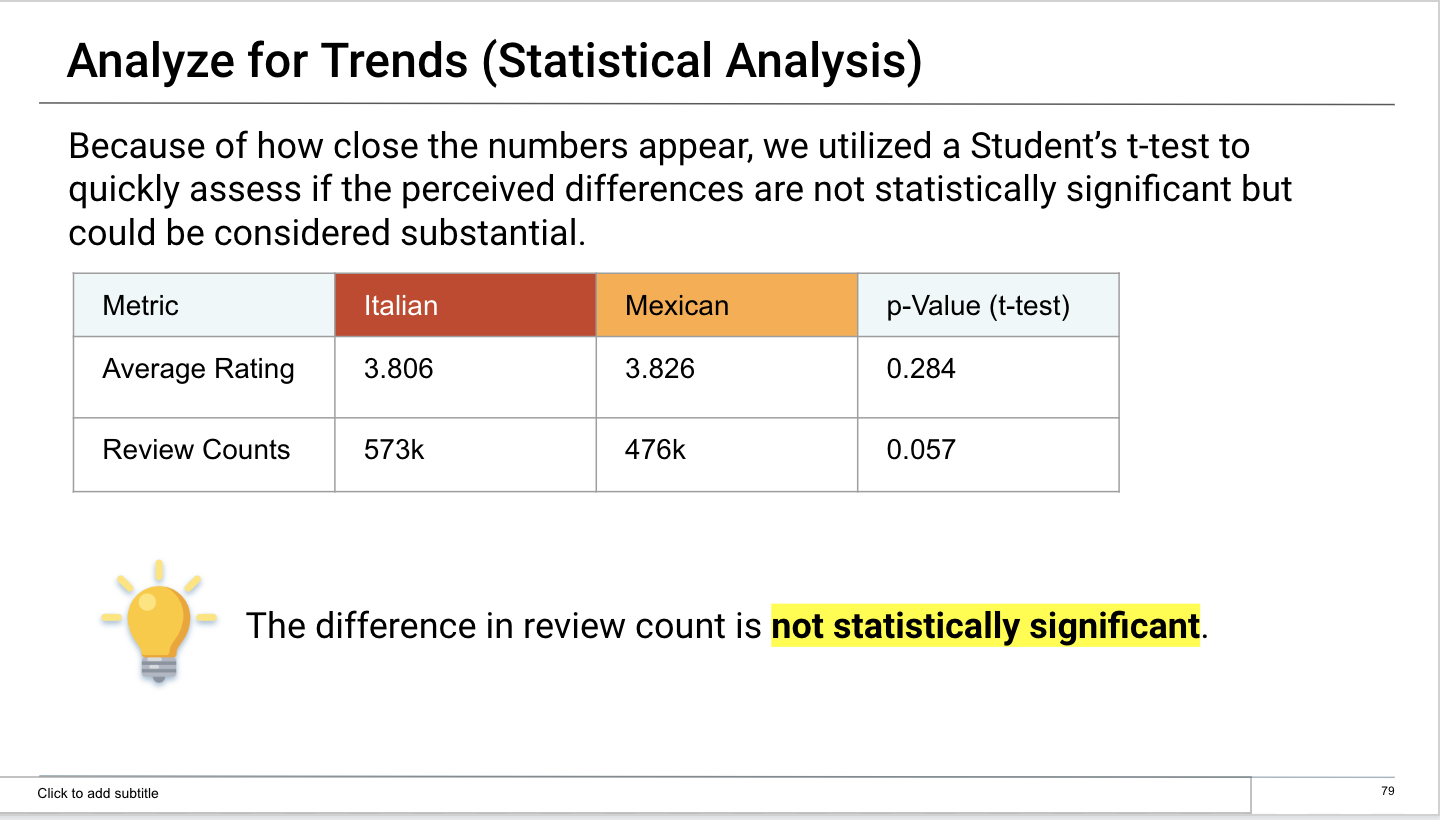 Analyze for Trends (Statistical Analysis)
Because of how close the numbers appear, we utilized a Student’s t-test to
quickly assess if the perceived differences are not statistically significant but
could be considered substantial.
Metric Italian Mexican p-Value (t-test)
Average Rating 3.806 3.826 0.284
Review Counts 573k 476k 0.057
The difference in review count is not statistically significant.
Click to add subtitle
79